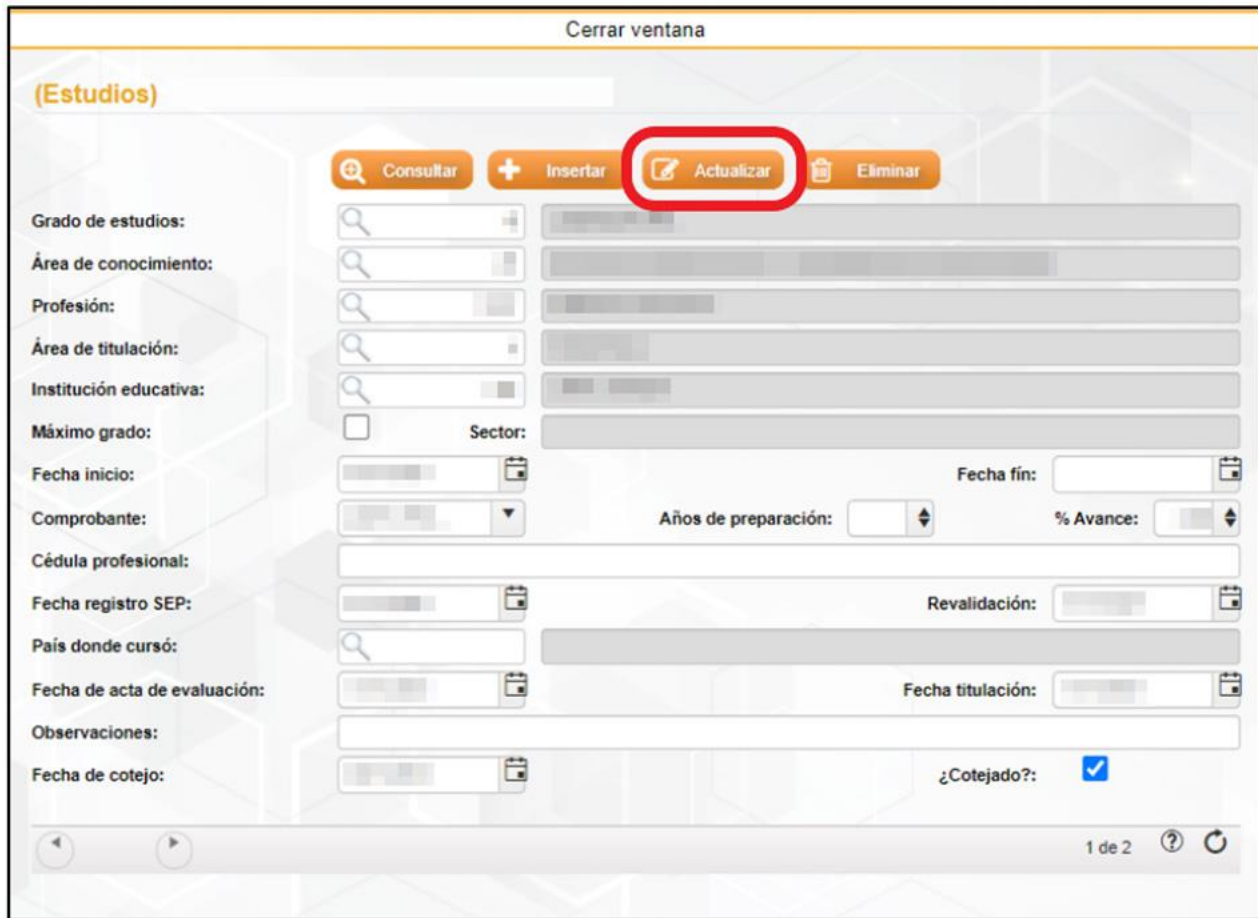 Cerrar ventana
(Estudios)
Consultar Insertar Actualizar Eliminar
Grado de estudios:
Área de conocimiento:
Profesión:
Área de titulación:
Institución educativa:
Máximo grado: Sector:
Fecha inicio: Fecha fín:
Comprobante: Años de preparación: % Avance:
Cédula profesional:
Fecha registro SEP: Revalidación:
País donde cursó:
Fecha de acta de evaluación: Fecha titulación:
Observaciones:
Fecha de cotejo: ¿Cotejado?:
1 de 2